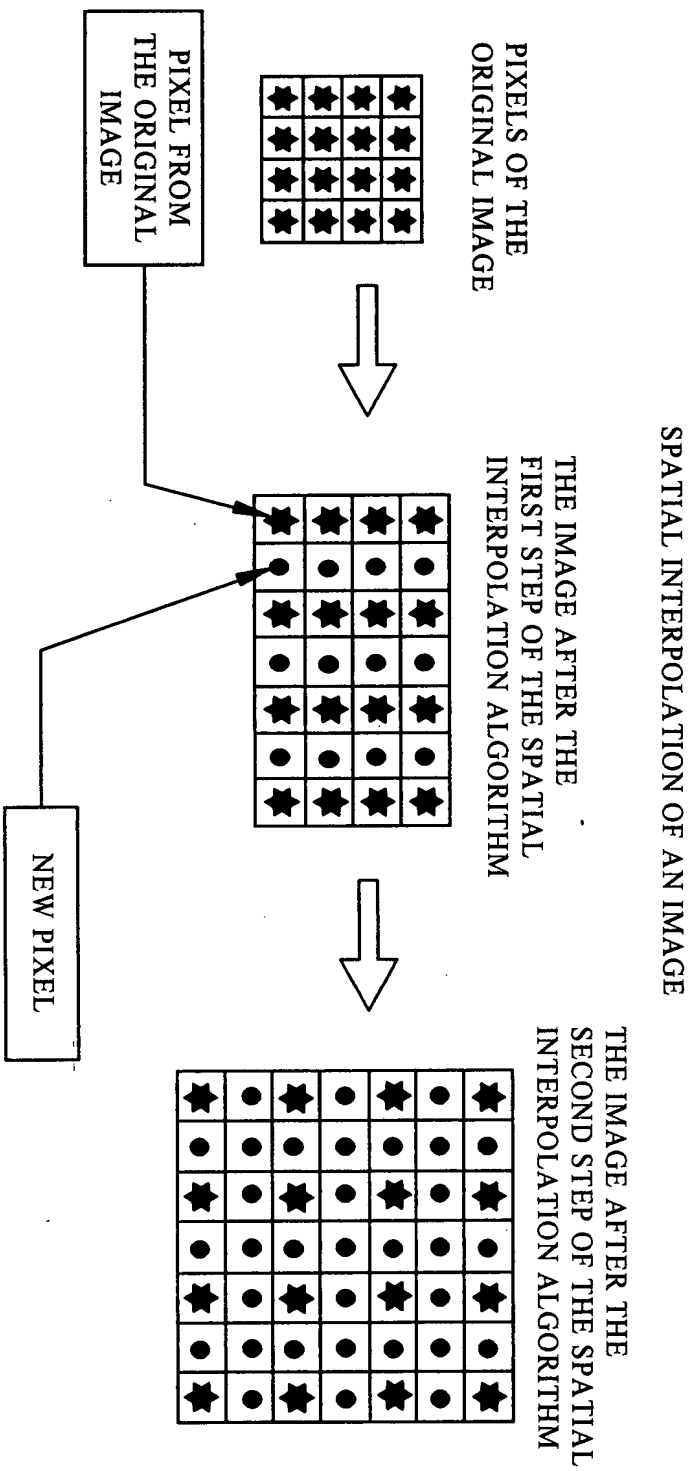 SPATIAL INTERPOLATION OF AN IMAGE
PIXELS OF THE
ORIGINAL IMAGE
THE IMAGE AFTER THE
FIRST STEP OF THE SPATIAL
INTERPOLATION ALGORITHM
THE IMAGE AFTER THE
SECOND STEP OF THE SPATIAL
INTERPOLATION ALGORITHM
PIXEL FROM
THE ORIGINAL
IMAGE
NEW PIXEL